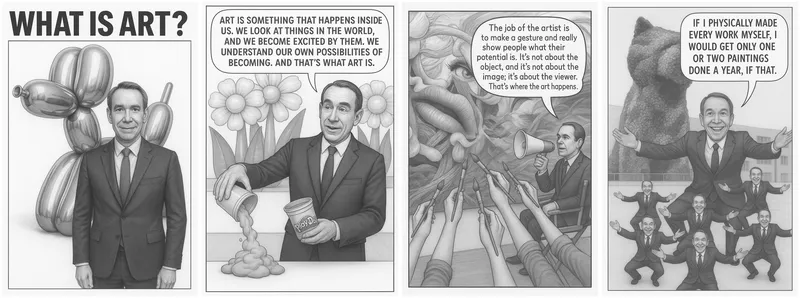 WHAT IS ART?
ART IS SOMETHING THAT HAPPENS INSIDE
US. WE LOOK AT THINGS IN THE WORLD,
AND WE BECOME EXCITED BY THEM. WE
UNDERSTAND OUR OWN POSSIBILITIES OF
BECOMING. AND THAT'S WHAT ART IS.
The job of the artist is
to make a gesture and really
show people what their
potential is. It's not about the
object, and it's not about the
image; it's about the viewer.
That's where the art happens.
IF I PHYSICALLY MADE
EVERY WORK MYSELF, I
WOULD GET ONLY ONE
OR TWO PAINTINGS
DONE A YEAR, IF THAT.